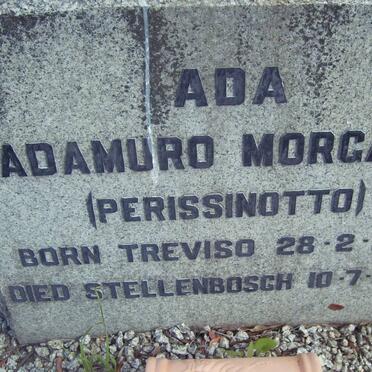 ADA
ADAMURO MORGA
(PERISSINOTTO)
BORN TREVISO 28-2-
DIED STELLENBOSCH 10-7-